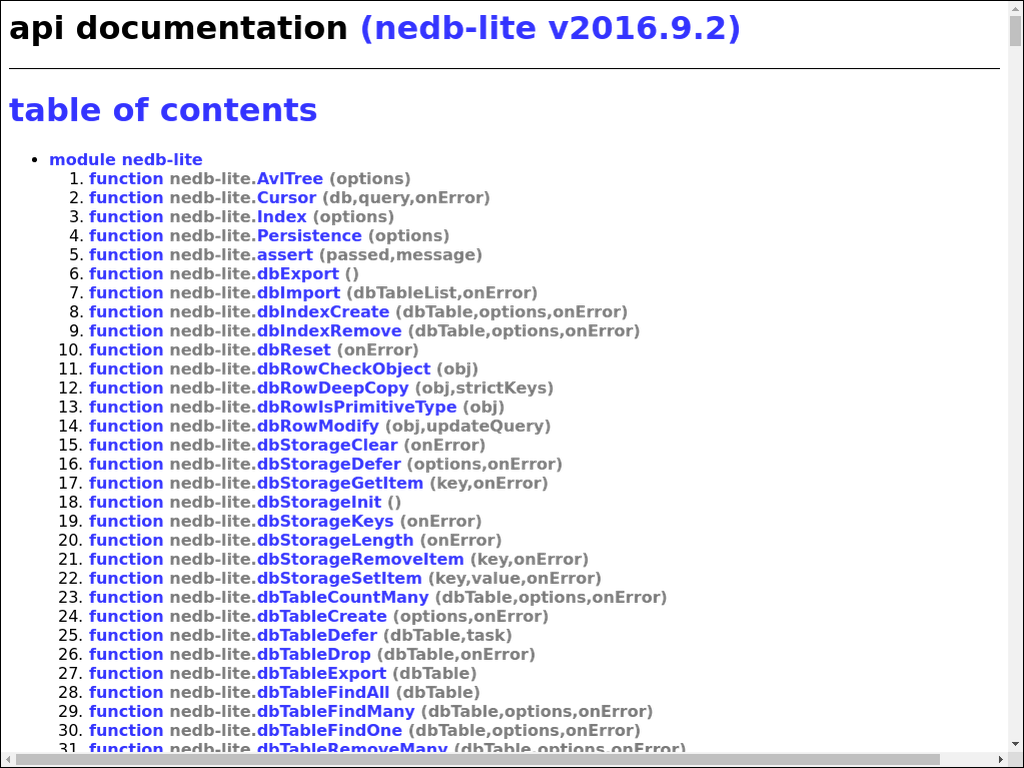 api documentation (nedb-lite v2016.9.2)
table of contents
• module nedb-lite
1. function nedb-lite.AvlTree (options)
2. function nedb-lite.Cursor (db,query,onError)
3. function nedb-lite.Index (options)
4. function nedb-lite.Persistence (options)
5. function nedb-lite.assert (passed,message)
6. function nedb-lite.dbExport ()
7. function nedb-lite.dbImport (dbTableList,onError)
8. function nedb-lite.dbIndexCreate (dbTable,options,onError)
9. function nedb-lite.dbIndexRemove (dbTable,options,onError)
10. function nedb-lite.dbReset (onError)
11. function nedb-lite.dbRowCheckObject (obj)
12. function nedb-lite.dbRowDeepCopy (obj,strictKeys)
13. function nedb-lite.dbRowIsPrimitiveType (obj)
14. function nedb-lite.dbRowModify (obj,updateQuery)
15. function nedb-lite.dbStorageClear (onError)
16. function nedb-lite.dbStorageDefer (options,onError)
17. function nedb-lite.dbStorageGetItem (key,onError)
18. function nedb-lite.dbStorageInit ()
19. function nedb-lite.dbStorageKeys (onError)
20. function nedb-lite.dbStorageLength (onError)
21. function nedb-lite.dbStorageRemoveItem (key,onError)
22. function nedb-lite.dbStorageSetItem (key,value,onError)
23. function nedb-lite.dbTableCountMany (dbTable,options,onError)
24. function nedb-lite.dbTableCreate (options,onError)
25. function nedb-lite.dbTableDefer (dbTable,task)
26. function nedb-lite.dbTableDrop (dbTable,onError)
27. function nedb-lite.dbTableExport (dbTable)
28. function nedb-lite.dbTableFindAll (dbTable)
29. function nedb-lite.dbTableFindMany (dbTable,options,onError)
30. function nedb-lite.dbTableFindOne (dbTable,options,onError)
31. function nedb-lite.dbTableRemoveMany (dbTable,options,onError)